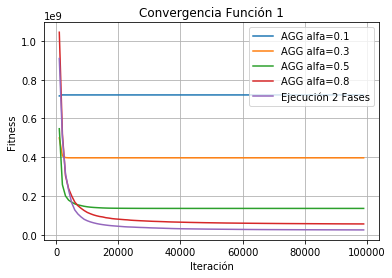 Convergencia Función 1
1e9
AGG alfa=0.1
AGG alfa=0.3
AGG alfa=0.5
AGG alfa=0.8
Ejecución 2 Fases
1.0
0.8
0.6
0.4
0.2
0.0
Fitness
0
20000
40000
60000
80000
100000
Iteración